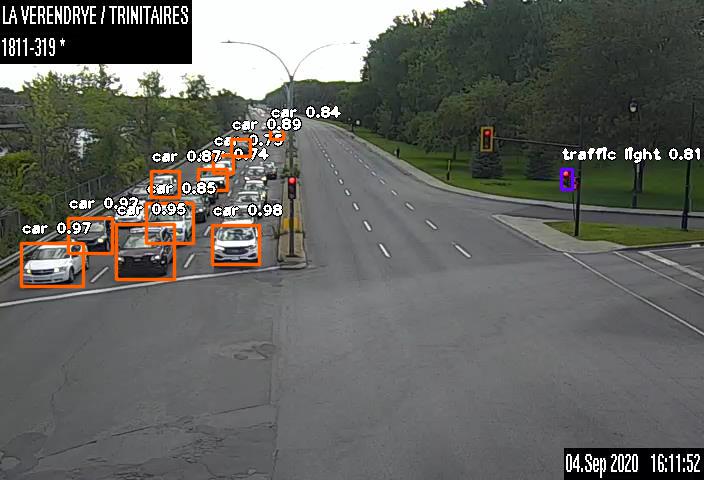 LA VERENDRYE / TRINITAIRES
1811-319 *
car 0.84
car 0.89
car 0.87
car 0.85
traffic light 0.81
car 0.95
car 0.98
car 0.97
04.Sep 2020 16:11:52